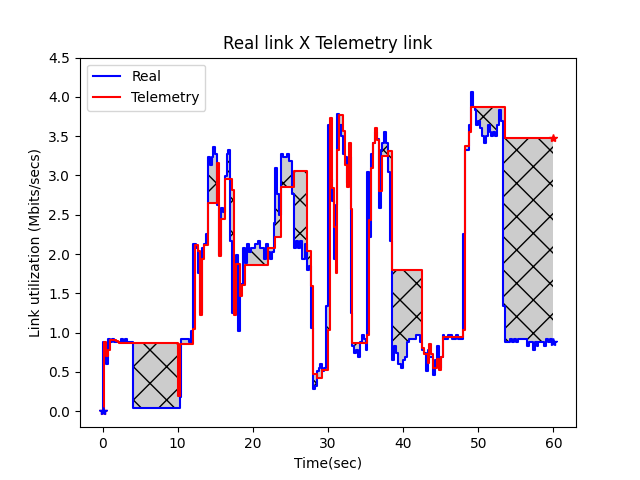 Real link X Telemetry link
Real
Telemetry
Link utilization (Mbits/secs)
4.5
4.0
3.5
3.0
2.5
2.0
1.5
1.0
0.5
0.0
0 10 20 30 40 50 60
Time(sec)